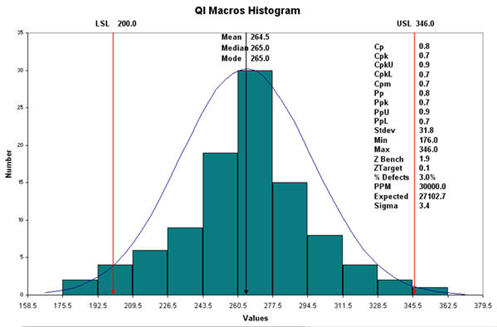 QI Macros Histogram
LSL 200.0
USL 346.0
Mean 264.5
Median 265.0
Mode 265.0
Cp 0.8
Cpk 0.7
CpkU 0.9
CpkL 0.7
Cpm 0.7
Pp 0.8
Ppk 0.7
PpU 0.9
PpL 0.7
Stdev 31.8
Min 176.0
Max 346.0
Z Bench 1.9
ZTarget 0.1
% Defects 3.0%
PPM 30000.0
Expected 27102.7
Sigma 3.4
35
30
25
20
15
10
5
0
Number
158.5 175.5 192.5 209.5 226.5 243.5 260.5 277.5 294.5 311.5 328.5 345.5 362.5 379.5
Values